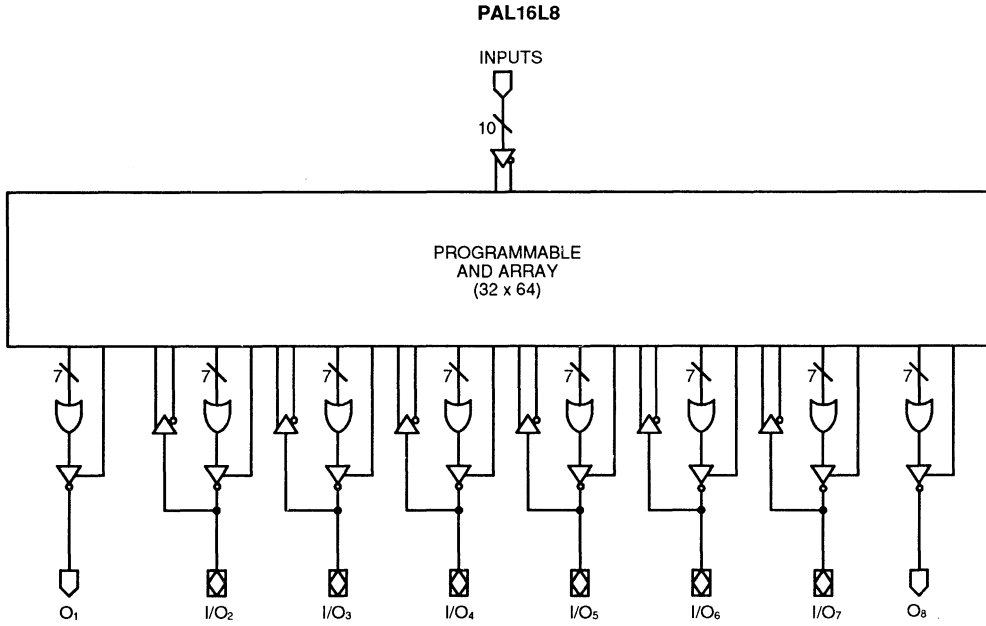 PAL16L8
INPUTS
10
PROGRAMMABLE
AND ARRAY
(32 x 64)
7 7 7 7 7 7 7 7
O1 I/O2 I/O3 I/O4 I/O5 I/O6 I/O7 O8